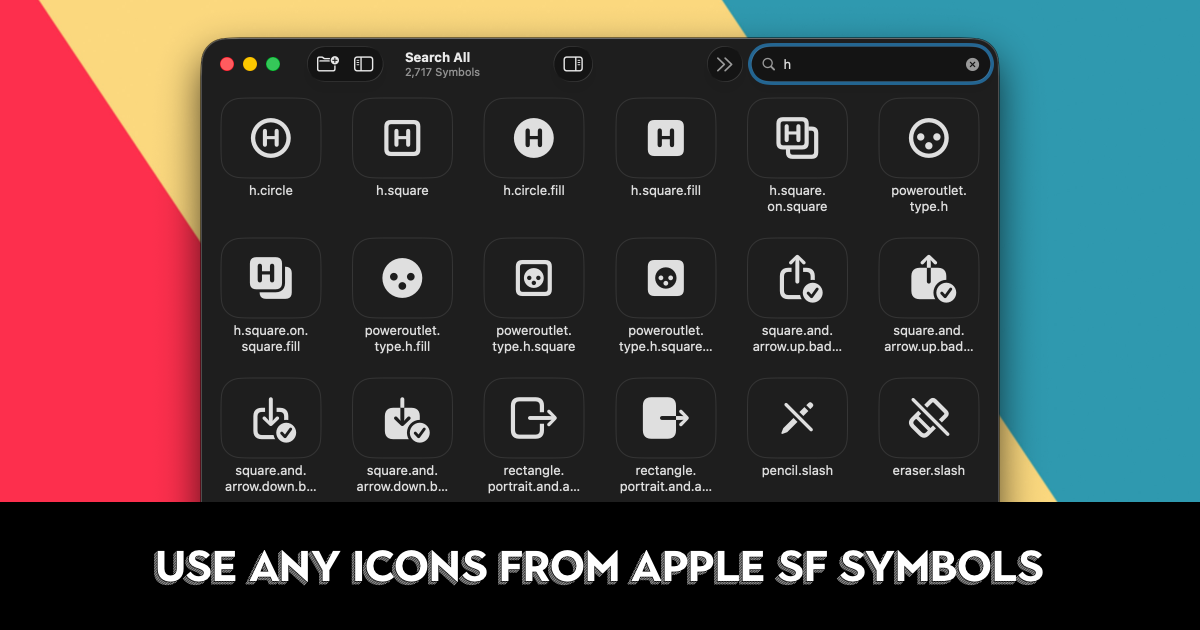 Search All
2,717 Symbols
h
H
H
H
H
H
h.circle
h.square
h.circle.fill
h.square.fill
h.square.
on.square
poweroutlet.
type.h
H
h.square.on.
square.fill
poweroutlet.
type.h.fill
poweroutlet.
type.h.square
poweroutlet.
type.h.square...
square.and.
arrow.up.bad...
square.and.
arrow.up.bad...
square.and.
arrow.down.b...
square.and.
arrow.down.b...
rectangle.
portrait.and.a...
rectangle.
portrait.and.a...
pencil.slash
eraser.slash
USE ANY ICONS FROM APPLE SF SYMBOLS